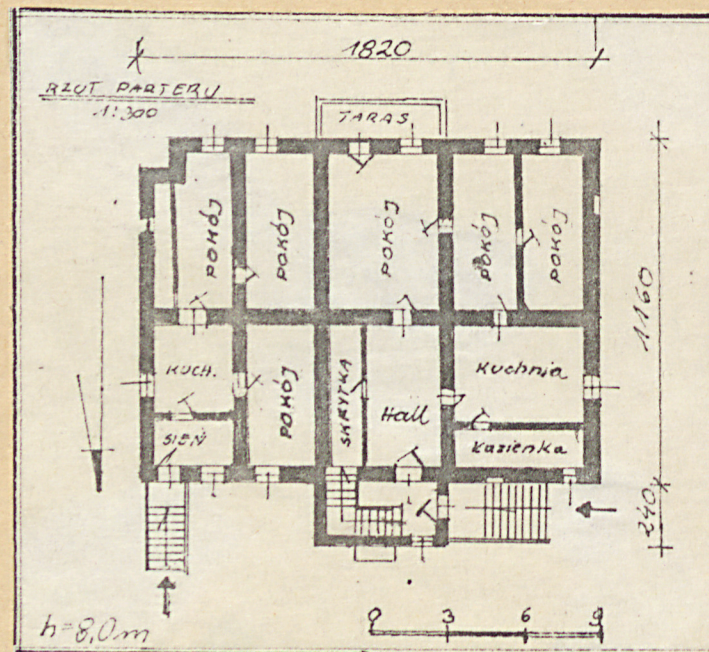 1820
RZUT PARTERU
1:300
TARAS
POKÓJ
POKÓJ
POKÓJ
POKÓJ
POKÓJ
1160
KUCH.
POKÓJ
SKRYTKA
Hall
Kuchnia
SIEŃ
Łazienka
240
h=8,0m
0 3 6 9